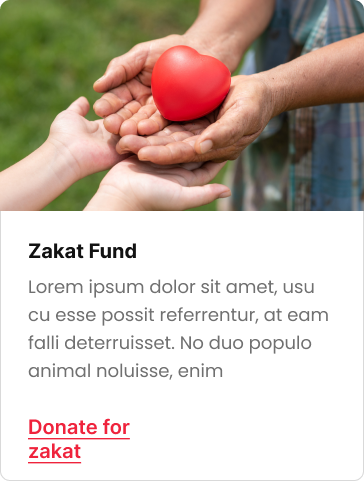 Zakat Fund
Lorem ipsum dolor sit amet, usu
cu esse possit referrentur, at eam
falli deterruisset. No duo populo
animal noluisse, enim
Donate for
zakat